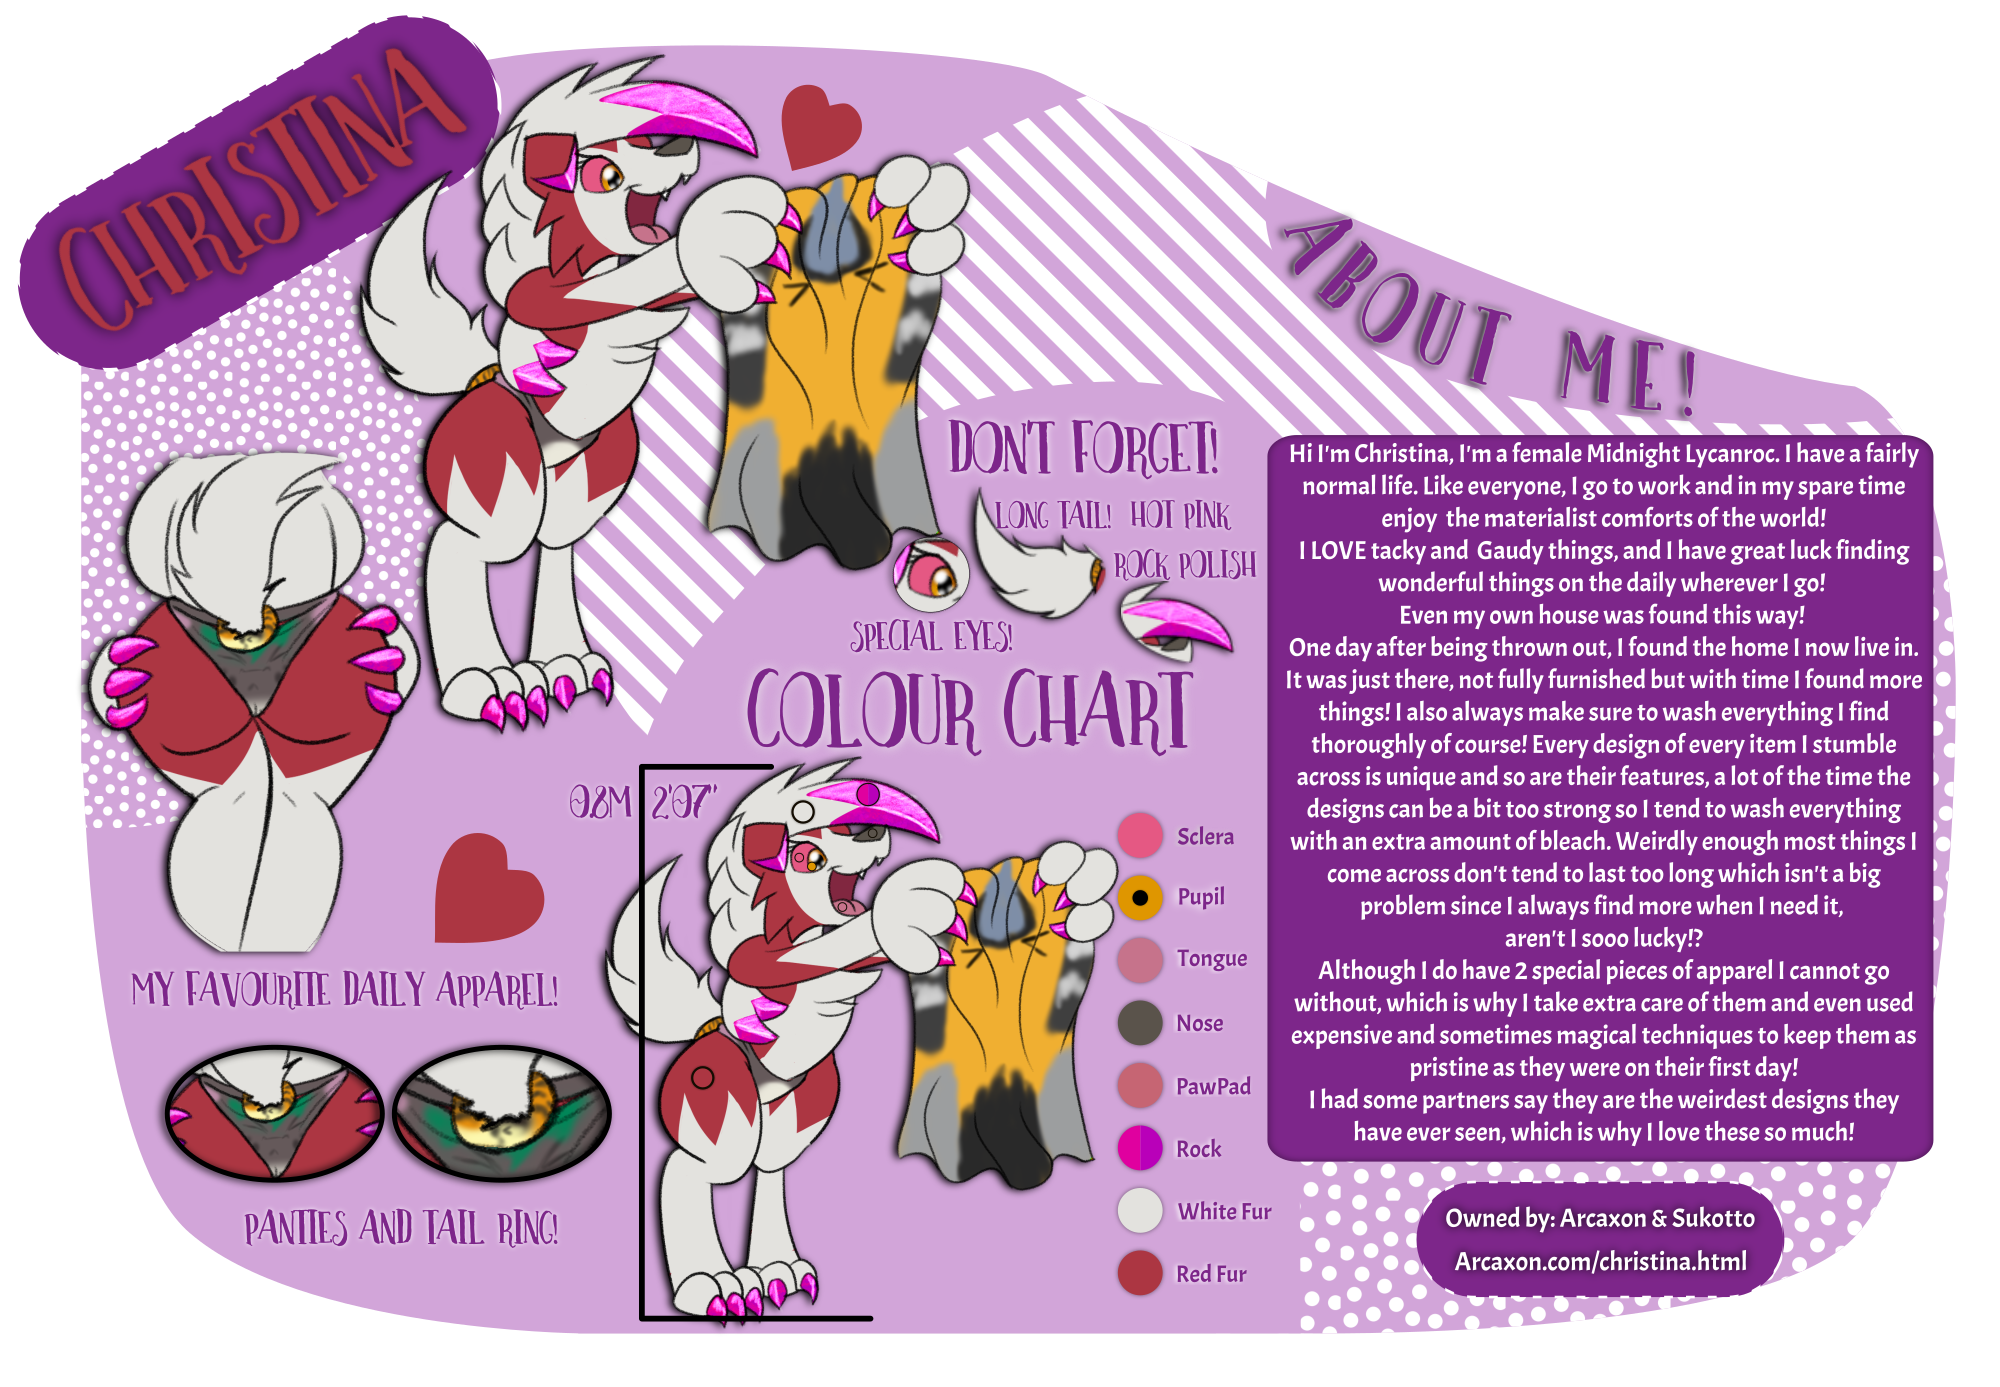 CHRISTINA
ABOUT ME!
DON'T FORGET!
LONG TAIL! HOT PINK
ROCK POLISH
SPECIAL EYES!
COLOUR CHART
0.8M 2'07"
Sclera
Pupil
Tongue
Nose
PawPad
Rock
White Fur
Red Fur
MY FAVOURITE DAILY APPAREL!
PANTIES AND TAIL RING!
Hi I'm Christina, I'm a female Midnight Lycanroc. I have a fairly
normal life. Like everyone, I go to work and in my spare time
enjoy the materialist comforts of the world!
I LOVE tacky and Gaudy things, and I have great luck finding
wonderful things on the daily wherever I go!
Even my own house was found this way!
One day after being thrown out, I found the home I now live in.
It was just there, not fully furnished but with time I found more
things! I also always make sure to wash everything I find
thoroughly of course! Every design of every item I stumble
across is unique and so are their features, a lot of the time the
designs can be a bit too strong so I tend to wash everything
with an extra amount of bleach. Weirdly enough most things I
come across don't tend to last too long which isn't a big
problem since I always find more when I need it,
aren't I sooo lucky!?
Although I do have 2 special pieces of apparel I cannot go
without, which is why I take extra care of them and even used
expensive and sometimes magical techniques to keep them as
pristine as they were on their first day!
I had some partners say they are the weirdest designs they
have ever seen, which is why I love these so much!
Owned by: Arcaxon & Sukotto
Arcaxon.com/christina.html